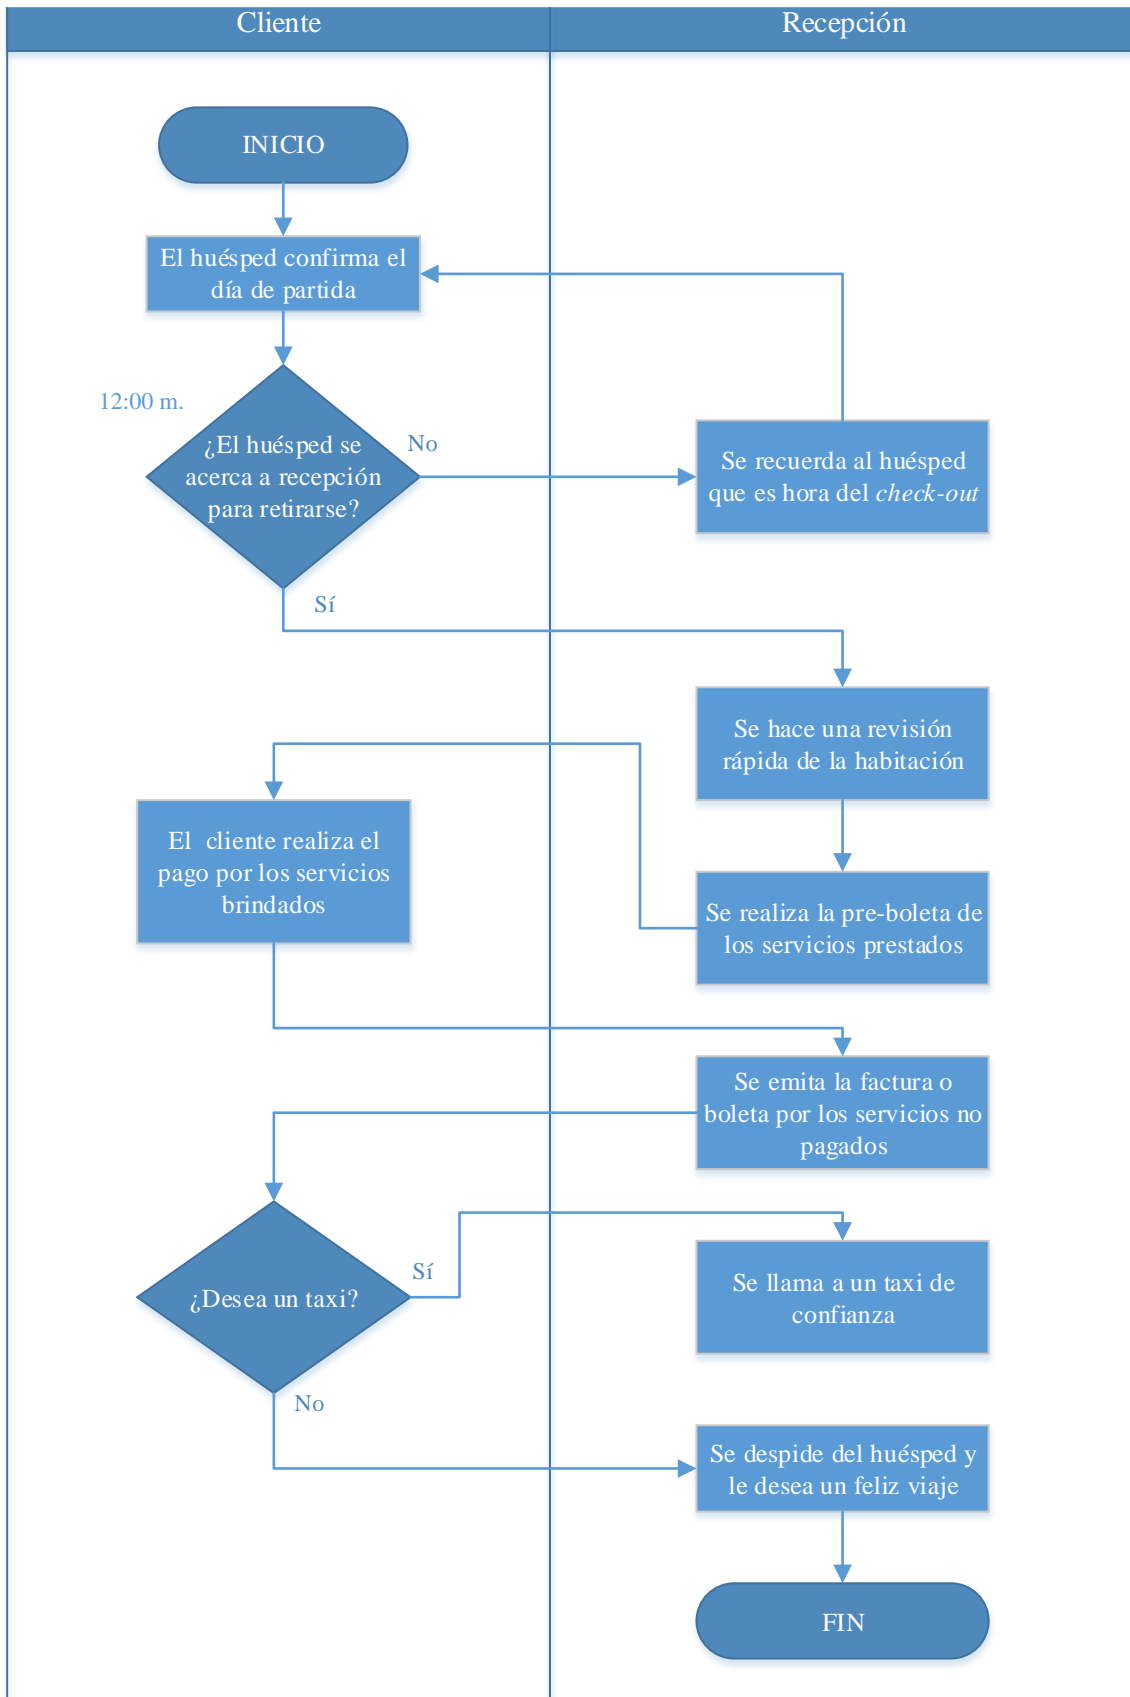 Cliente
Recepción
INICIO
El huésped confirma el
día de partida
12:00 m.
¿El huésped se
acerca a recepción
para retirarse?
No
Se recuerda al huésped
que es hora del check-out
Sí
Se hace una revisión
rápida de la habitación
El cliente realiza el
pago por los servicios
brindados
Se realiza la pre-boleta de
los servicios prestados
Se emita la factura o
boleta por los servicios no
pagados
¿Desea un taxi?
Sí
Se llama a un taxi de
confianza
No
Se despide del huésped y
le desea un feliz viaje
FIN